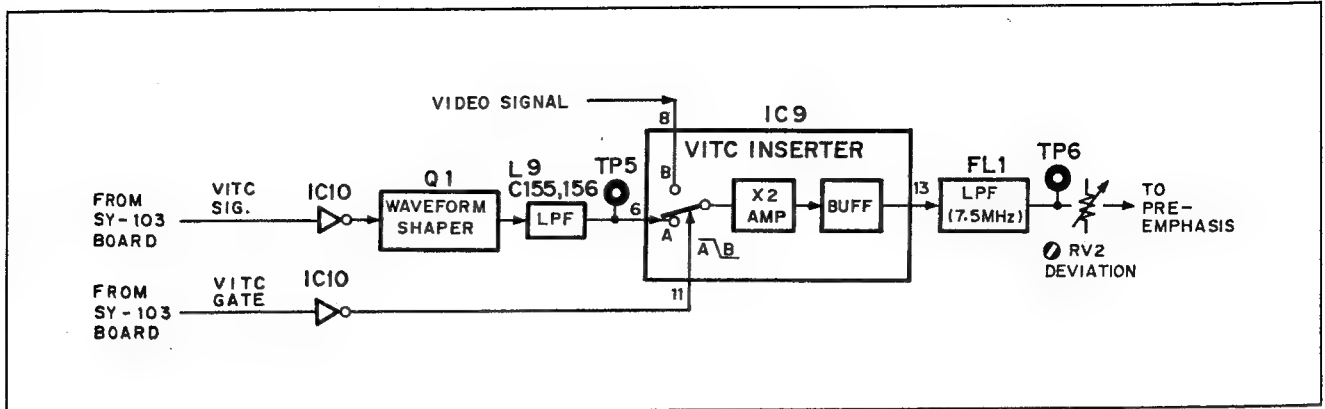 VIDEO SIGNAL
8
IC9
VITC INSERTER
B
FROM
SY-103
BOARD
VITC
SIG.
IC10
Q1
WAVEFORM
SHAPER
L9
C155,156
LPF
TP5
6
A
X2
AMP
BUFF
13
FL1
LPF
(7.5MHz)
TP6
TO
PRE-
EMPHASIS
RV2
DEVIATION
A B
11
FROM
SY-103
BOARD
VITC
GATE
IC10